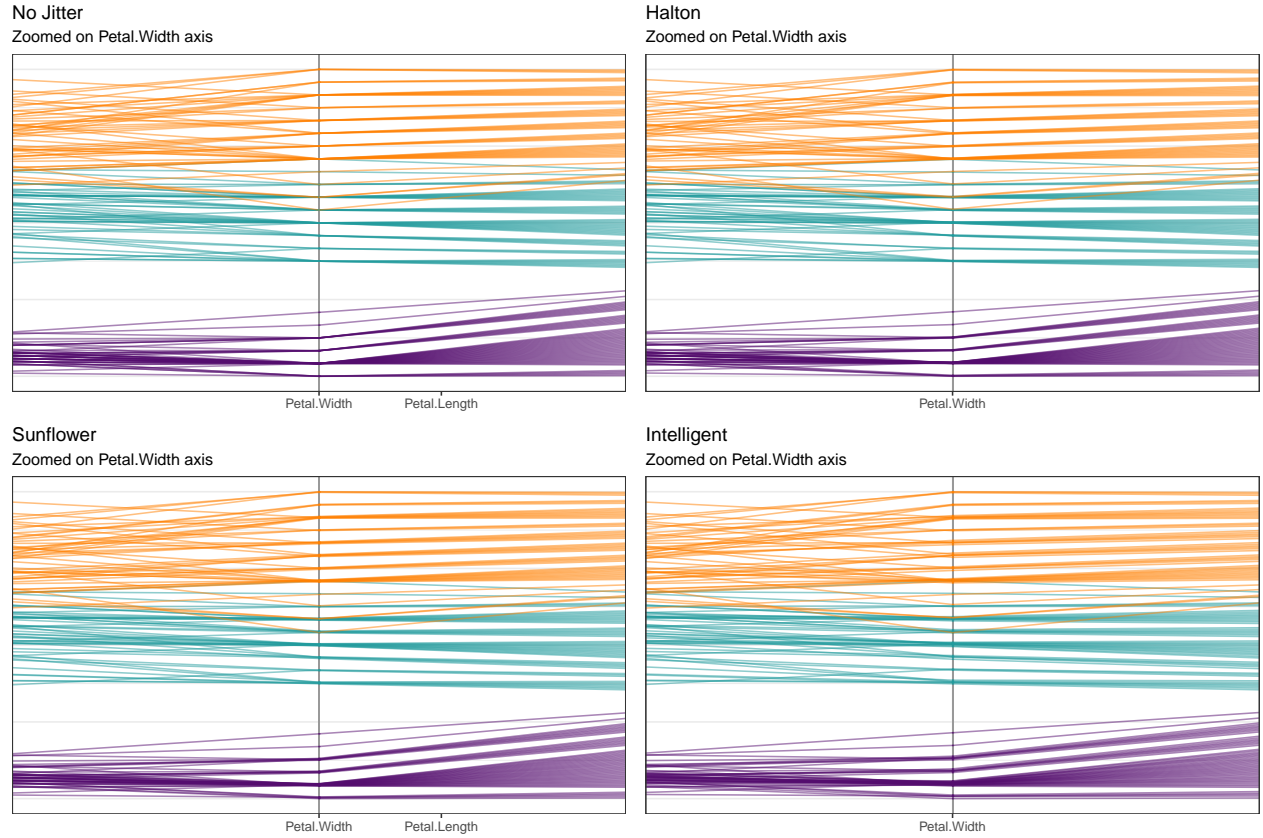 No Jitter
Zoomed on Petal.Width axis
Petal.Width
Petal.Length
Halton
Zoomed on Petal.Width axis
Petal.Width
Sunflower
Zoomed on Petal.Width axis
Petal.Width
Petal.Length
Intelligent
Zoomed on Petal.Width axis
Petal.Width